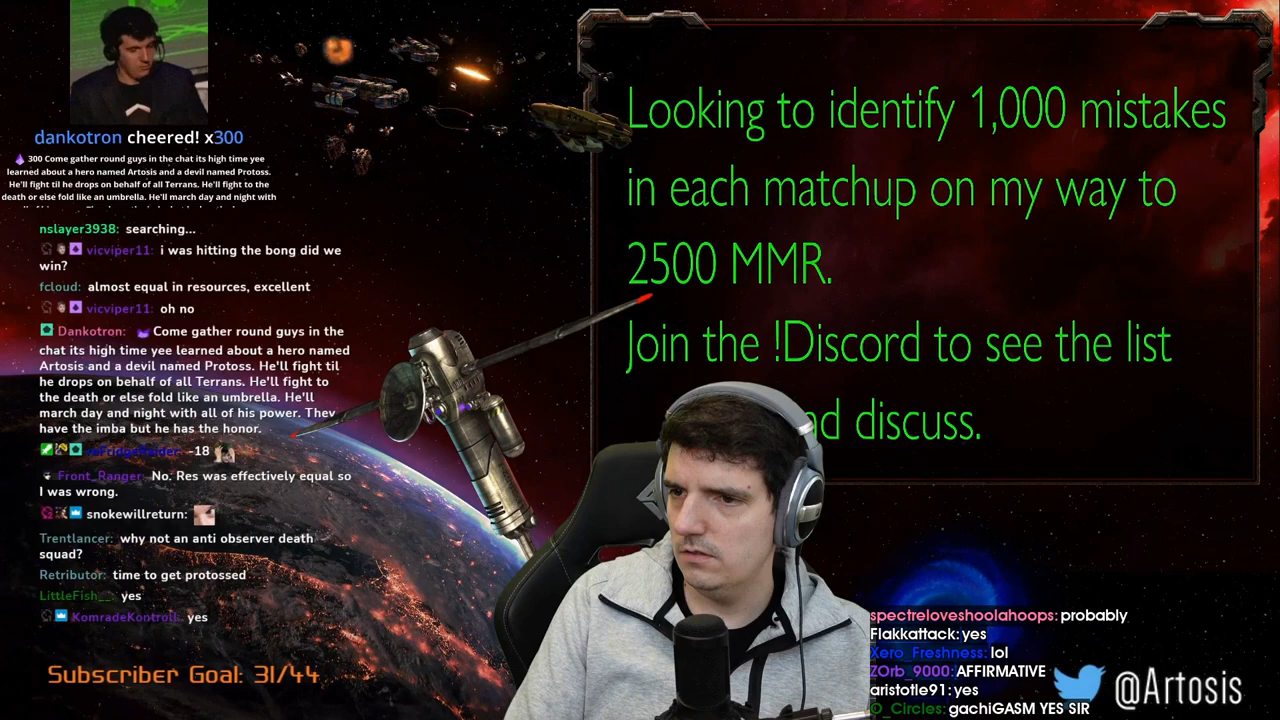 dankotron cheered! x300
300 Come gather round guys in the chat its high time yee
learned about a hero named Artosis and a devil named Protoss.
He'll fight til he drops on behalf of all Terrans. He'll fight to the
death or else fold like an umbrella. He'll march day and night with
nslayer3938: searching...
vicviper11: i was hitting the bong did we
win?
fcloud: almost equal in resources, excellent
vicviper11: oh no
Dankotron: Come gather round guys in the
chat its high time yee learned about a hero named
Artosis and a devil named Protoss. He'll fight til
he drops on behalf of all Terrans. He'll fight to
the death or else fold like an umbrella. He'll
march day and night with all of his power. They
have the imba but he has the honor.
-18
Front_Ranger: No. Res was effectively equal so
I was wrong.
snokewillreturn:
Trentlancer: why not an anti observer death
squad?
Retributor: time to get protossed
LittleFish__: yes
KomradeKontroll: yes
Subscriber Goal: 31/44
Looking to identify 1,000 mistakes
in each matchup on my way to
2500 MMR.
Join the !Discord to see the list
nd discuss.
spectreloveshoolahoops: probably
Flakkattack: yes
Xero_Freshness: lol
ZOrb_9000: AFFIRMATIVE
aristotle91: yes
O_Circles: gachiGASM YES SIR
@Artosis